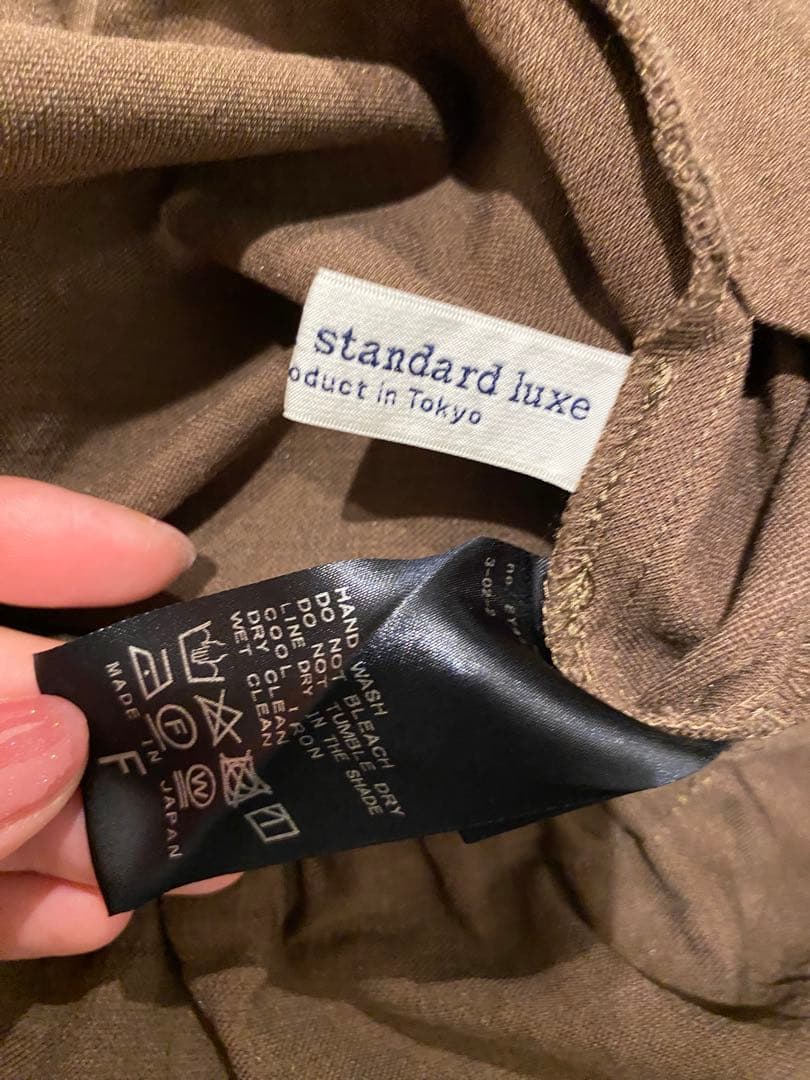 standard luxe
oduct in Tokyo
HAND WASH
DO NOT BLEACH
DO NOT TUMBLE DRY
LINE DRY IN THE SHADE
COOL IRON
DRY CLEAN
WET CLEAN
F
W
MADE IN JAPAN
F